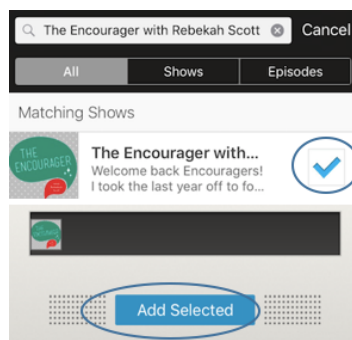 The Encourager with Rebekah Scott Cancel
All Shows Episodes
Matching Shows
THE
ENCOURAGER
The Encourager with...
Welcome back Encouragers!
I took the last year off to fo...
Add Selected